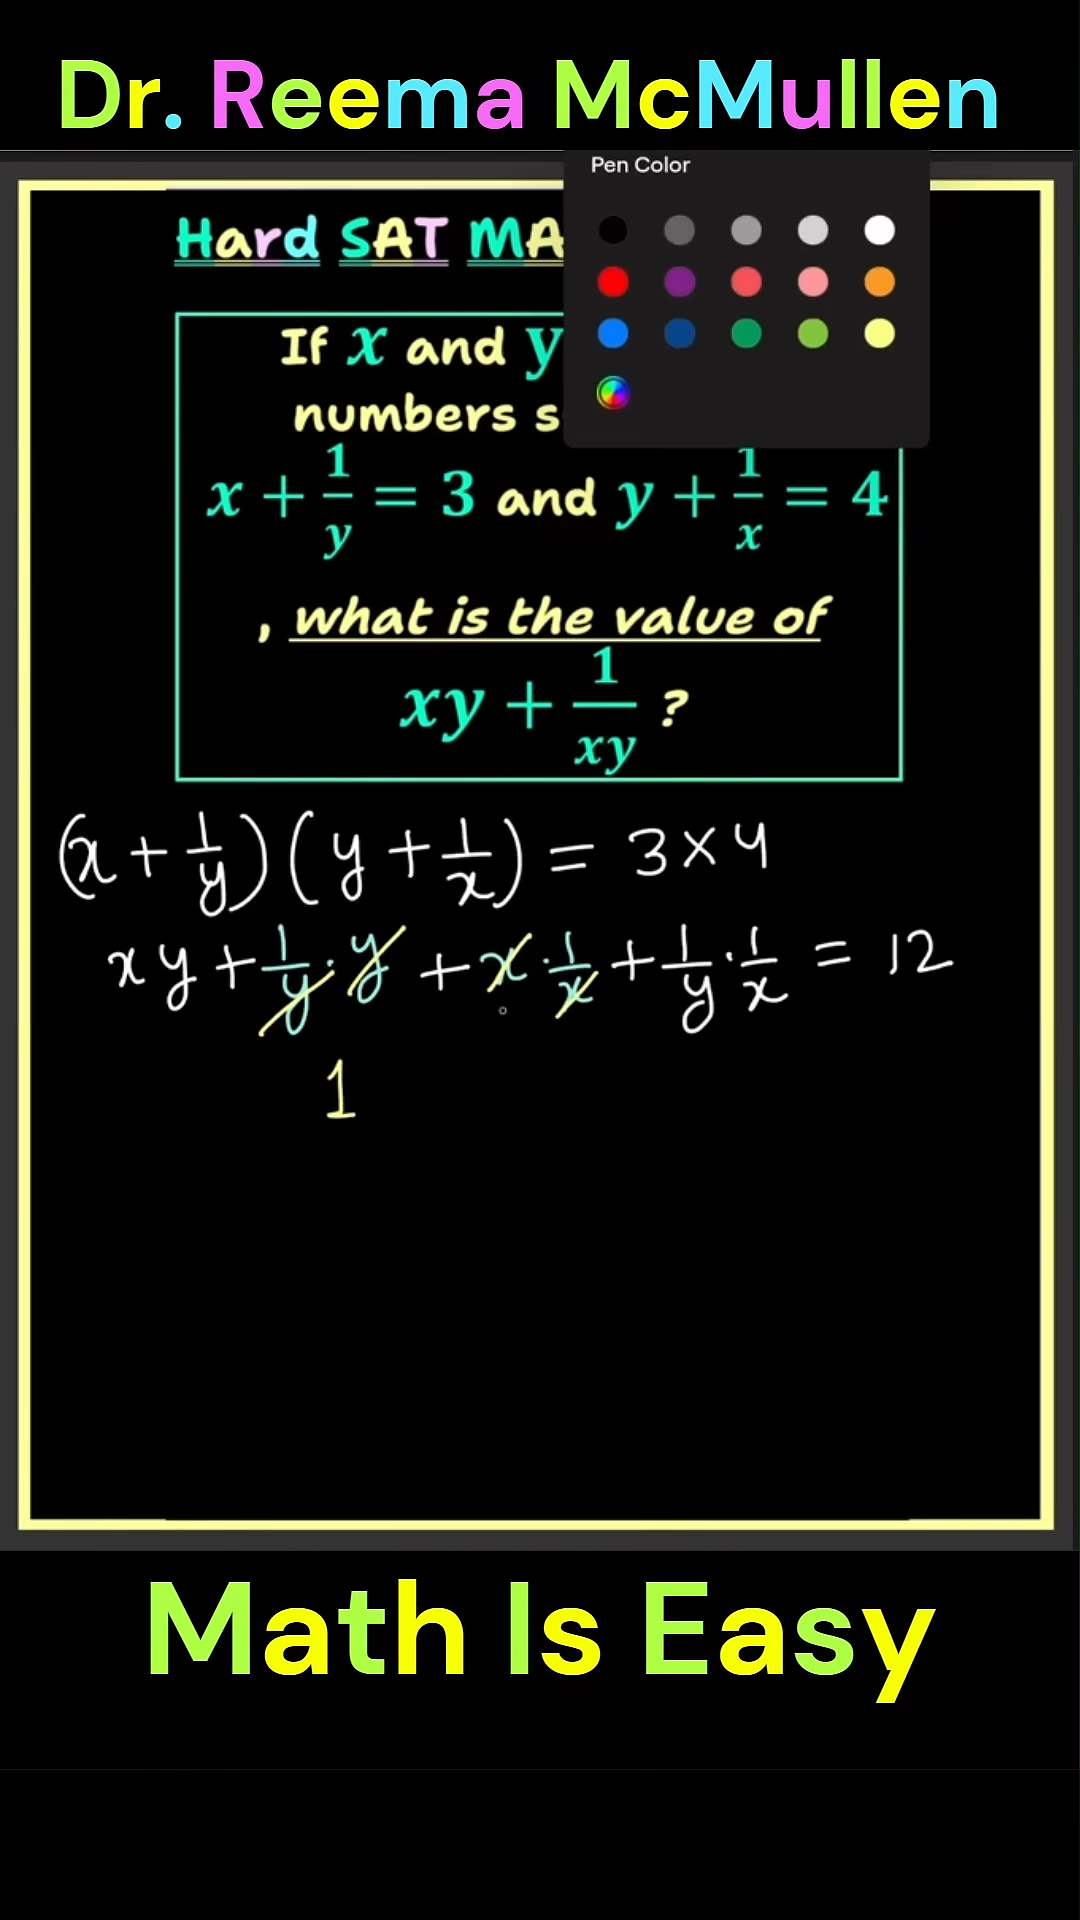 Dr. Reema McMullen
Pen Color
Hard SAT MA
If x and y
numbers s
x + 1/y = 3 and y + 1/x = 4
, what is the value of
xy + 1/xy ?
(x + 1/y)(y + 1/x) = 3 × 4
xy + 1/y · y + x · 1/x + 1/y · 1/x = 12
1
Math Is Easy